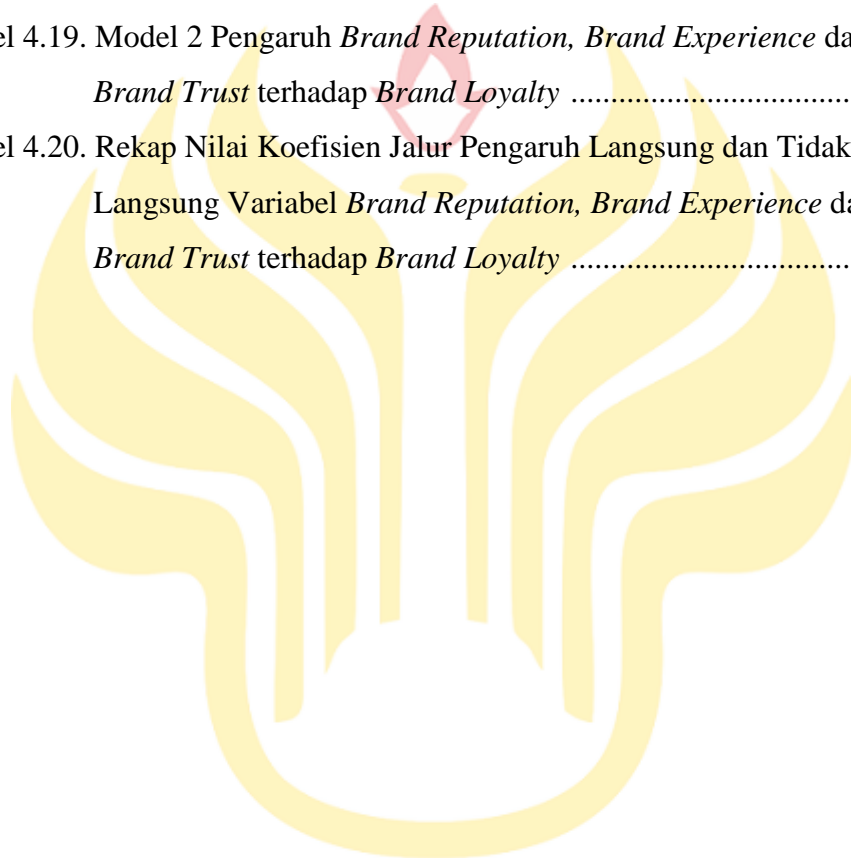 el 4.19. Model 2 Pengaruh Brand Reputation, Brand Experience da
Brand Trust terhadap Brand Loyalty ..............................
el 4.20. Rekap Nilai Koefisien Jalur Pengaruh Langsung dan Tidak
Langsung Variabel Brand Reputation, Brand Experience da
Brand Trust terhadap Brand Loyalty ..............................